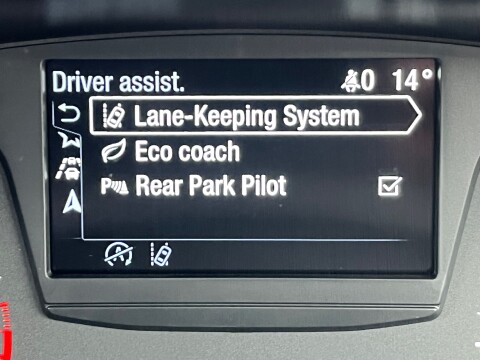 Driver assist. 0 14°
Lane-Keeping System
Eco coach
P Rear Park Pilot
A